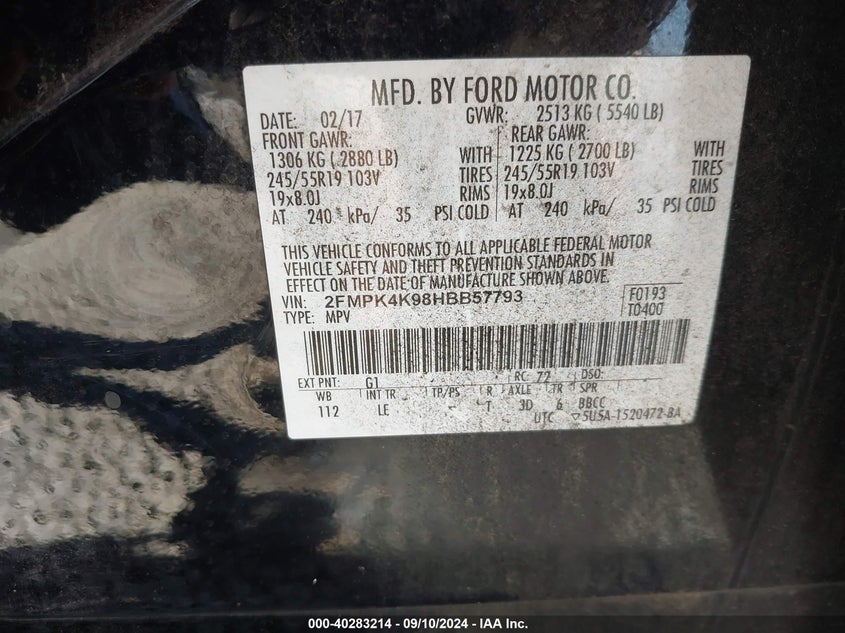 MFD. BY FORD MOTOR CO.
DATE: 02/17 GVWR: 2513 KG ( 5540 LB)
FRONT GAWR: REAR GAWR:
1306 KG ( 2880 LB) WITH 1225 KG ( 2700 LB) WITH
245/55R19 103V TIRES 245/55R19 103V TIRES
19x8.0J RIMS 19x8.0J RIMS
AT 240 kPa/ 35 PSI COLD AT 240 kPa/ 35 PSI COLD
THIS VEHICLE CONFORMS TO ALL APPLICABLE FEDERAL MOTOR
VEHICLE SAFETY AND THEFT PREVENTION STANDARDS IN
EFFECT ON THE DATE OF MANUFACTURE SHOWN ABOVE.
VIN: 2FMPK4K98HBB57793 F0193
TYPE: MPV T0400
EXT PNT: G1 RC: 77 DSO:
WB INT TR TP/PS R AXLE TR SPR
112 LE - T 3D 6 BBCC
UTC ▽5U5A-1520472-BA
000-40283214 - 09/10/2024 - IAA Inc.